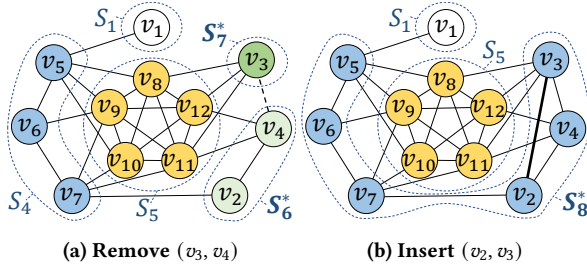 S₁ v₁ S₇* v₃ v₅ v₈ v₉ v₁₂ v₄ v₆ v₁₀ v₁₁ v₇ v₂ S₄ S₅ S₆*
(a) Remove (v₃, v₄)
S₁ v₁ S₅ v₃ v₅ v₈ v₉ v₁₂ v₄ v₆ v₁₀ v₁₁ v₇ v₂ S₈*
(b) Insert (v₂, v₃)